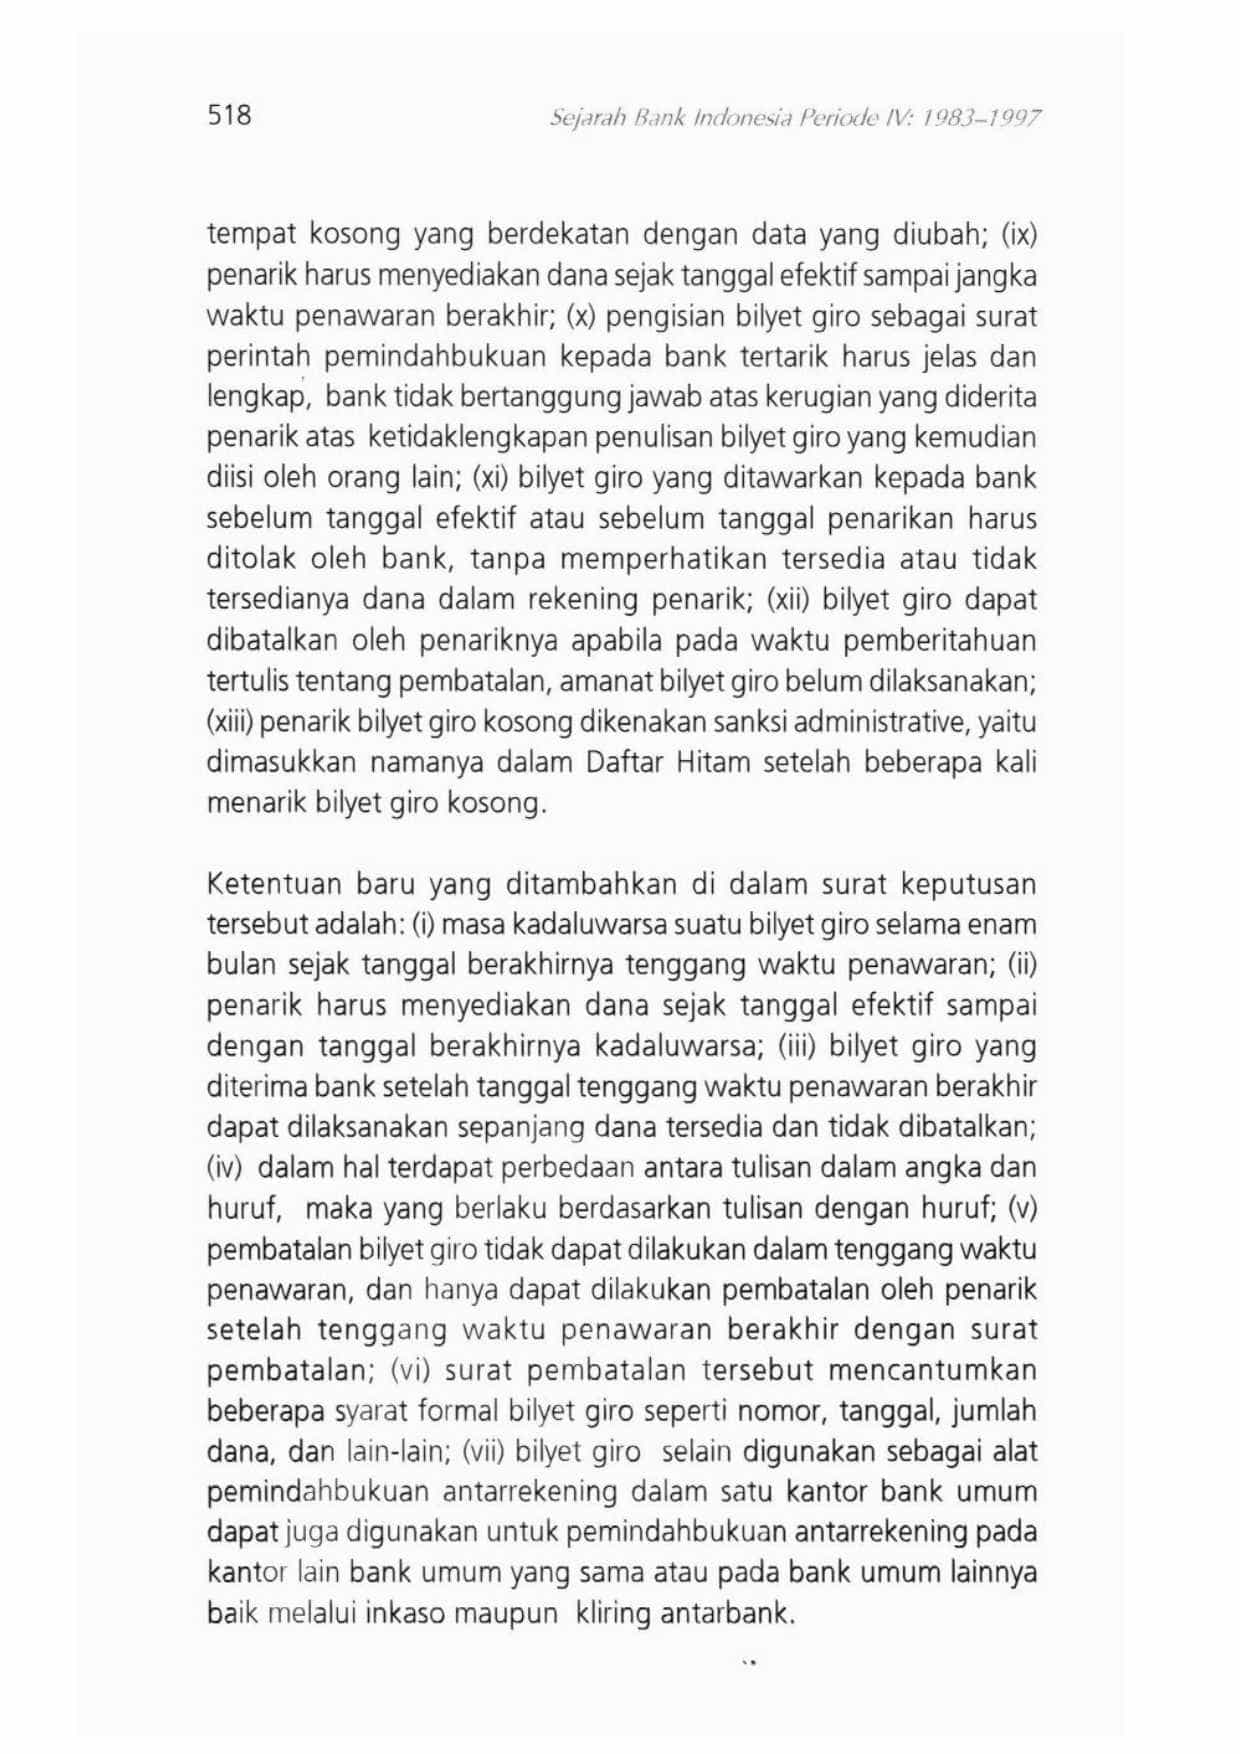 518
Sejarah Bank Indonesia Periode IV: 1983–1997
tempat kosong yang berdekatan dengan data yang diubah; (ix)
penarik harus menyediakan dana sejak tanggal efektif sampai jangka
waktu penawaran berakhir; (x) pengisian bilyet giro sebagai surat
perintah pemindahbukuan kepada bank tertarik harus jelas dan
lengkap, bank tidak bertanggung jawab atas kerugian yang diderita
penarik atas ketidaklengkapan penulisan bilyet giro yang kemudian
diisi oleh orang lain; (xi) bilyet giro yang ditawarkan kepada bank
sebelum tanggal efektif atau sebelum tanggal penarikan harus
ditolak oleh bank, tanpa memperhatikan tersedia atau tidak
tersedianya dana dalam rekening penarik; (xii) bilyet giro dapat
dibatalkan oleh penariknya apabila pada waktu pemberitahuan
tertulis tentang pembatalan, amanat bilyet giro belum dilaksanakan;
(xiii) penarik bilyet giro kosong dikenakan sanksi administrative, yaitu
dimasukkan namanya dalam Daftar Hitam setelah beberapa kali
menarik bilyet giro kosong.
Ketentuan baru yang ditambahkan di dalam surat keputusan
tersebut adalah: (i) masa kadaluwarsa suatu bilyet giro selama enam
bulan sejak tanggal berakhirnya tenggang waktu penawaran; (ii)
penarik harus menyediakan dana sejak tanggal efektif sampai
dengan tanggal berakhirnya kadaluwarsa; (iii) bilyet giro yang
diterima bank setelah tanggal tenggang waktu penawaran berakhir
dapat dilaksanakan sepanjang dana tersedia dan tidak dibatalkan;
(iv) dalam hal terdapat perbedaan antara tulisan dalam angka dan
huruf, maka yang berlaku berdasarkan tulisan dengan huruf; (v)
pembatalan bilyet giro tidak dapat dilakukan dalam tenggang waktu
penawaran, dan hanya dapat dilakukan pembatalan oleh penarik
setelah tenggang waktu penawaran berakhir dengan surat
pembatalan; (vi) surat pembatalan tersebut mencantumkan
beberapa syarat formal bilyet giro seperti nomor, tanggal, jumlah
dana, dan lain-lain; (vii) bilyet giro selain digunakan sebagai alat
pemindahbukuan antarrekening dalam satu kantor bank umum
dapat juga digunakan untuk pemindahbukuan antarrekening pada
kantor lain bank umum yang sama atau pada bank umum lainnya
baik melalui inkaso maupun kliring antarbank.